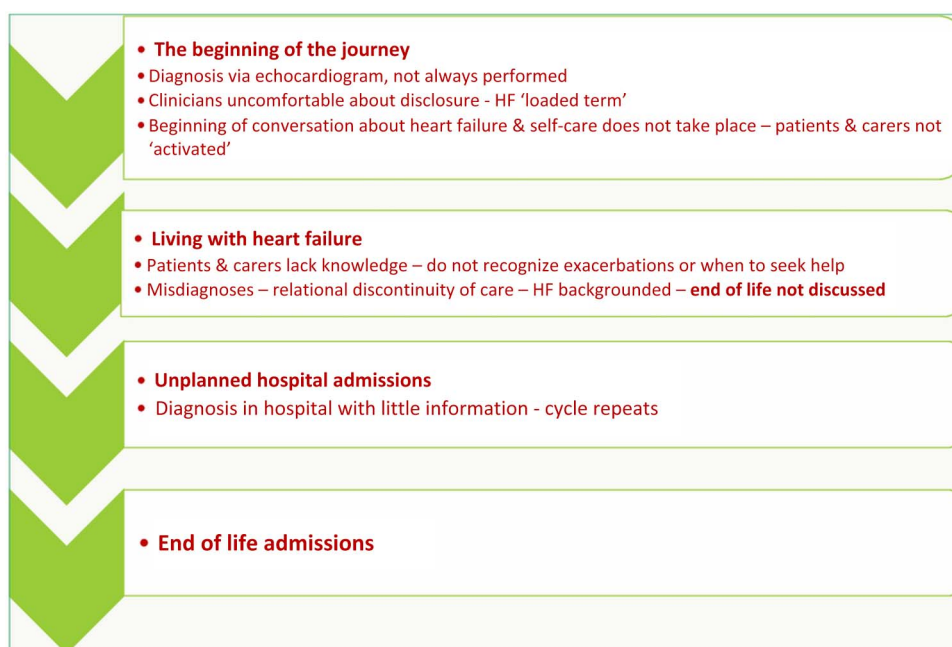 • The beginning of the journey
• Diagnosis via echocardiogram, not always performed
• Clinicians uncomfortable about disclosure - HF ‘loaded term’
• Beginning of conversation about heart failure & self-care does not take place – patients & carers not
‘activated’
• Living with heart failure
• Patients & carers lack knowledge – do not recognize exacerbations or when to seek help
• Misdiagnoses – relational discontinuity of care – HF backgrounded – end of life not discussed
• Unplanned hospital admissions
• Diagnosis in hospital with little information - cycle repeats
• End of life admissions